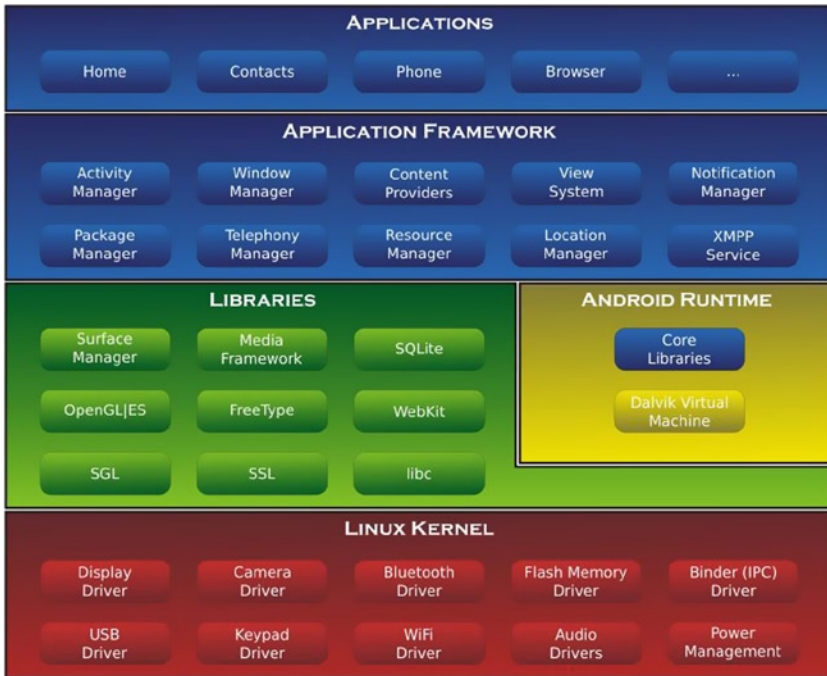 APPLICATIONS
Home
Contacts
Phone
Browser
...
APPLICATION FRAMEWORK
Activity
Manager
Window
Manager
Content
Providers
View
System
Notification
Manager
Package
Manager
Telephony
Manager
Resource
Manager
Location
Manager
XMPP
Service
LIBRARIES
Surface
Manager
Media
Framework
SQLite
OpenGL|ES
FreeType
WebKit
SGL
SSL
libc
ANDROID RUNTIME
Core
Libraries
Dalvik Virtual
Machine
LINUX KERNEL
Display
Driver
Camera
Driver
Bluetooth
Driver
Flash Memory
Driver
Binder (IPC)
Driver
USB
Driver
Keypad
Driver
WiFi
Driver
Audio
Drivers
Power
Management